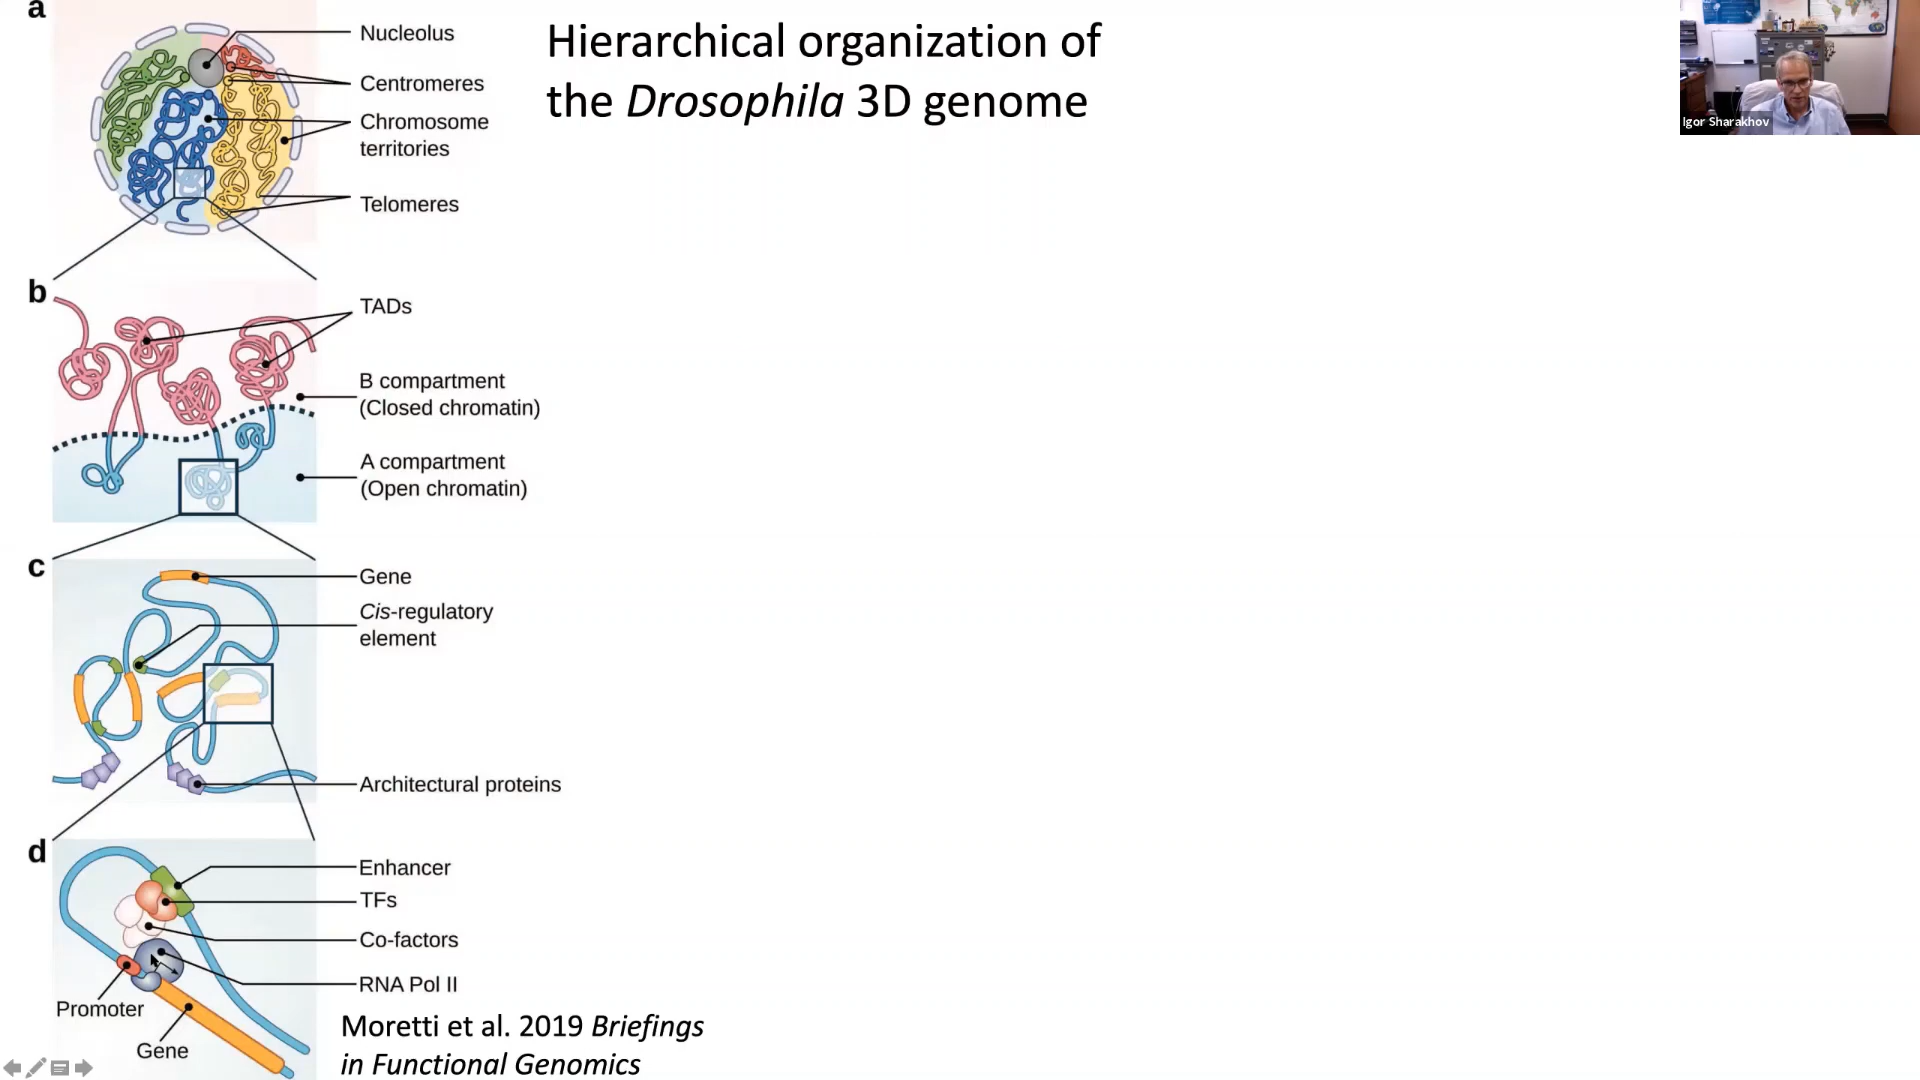 a
Nucleolus
Centromeres
Chromosome
territories
Telomeres
Hierarchical organization of
the Drosophila 3D genome
Igor Sharakhov
b
TADs
B compartment
(Closed chromatin)
A compartment
(Open chromatin)
c
Gene
Cis-regulatory
element
Architectural proteins
d
Enhancer
TFs
Co-factors
RNA Pol II
Promoter
Gene
Moretti et al. 2019 Briefings
in Functional Genomics